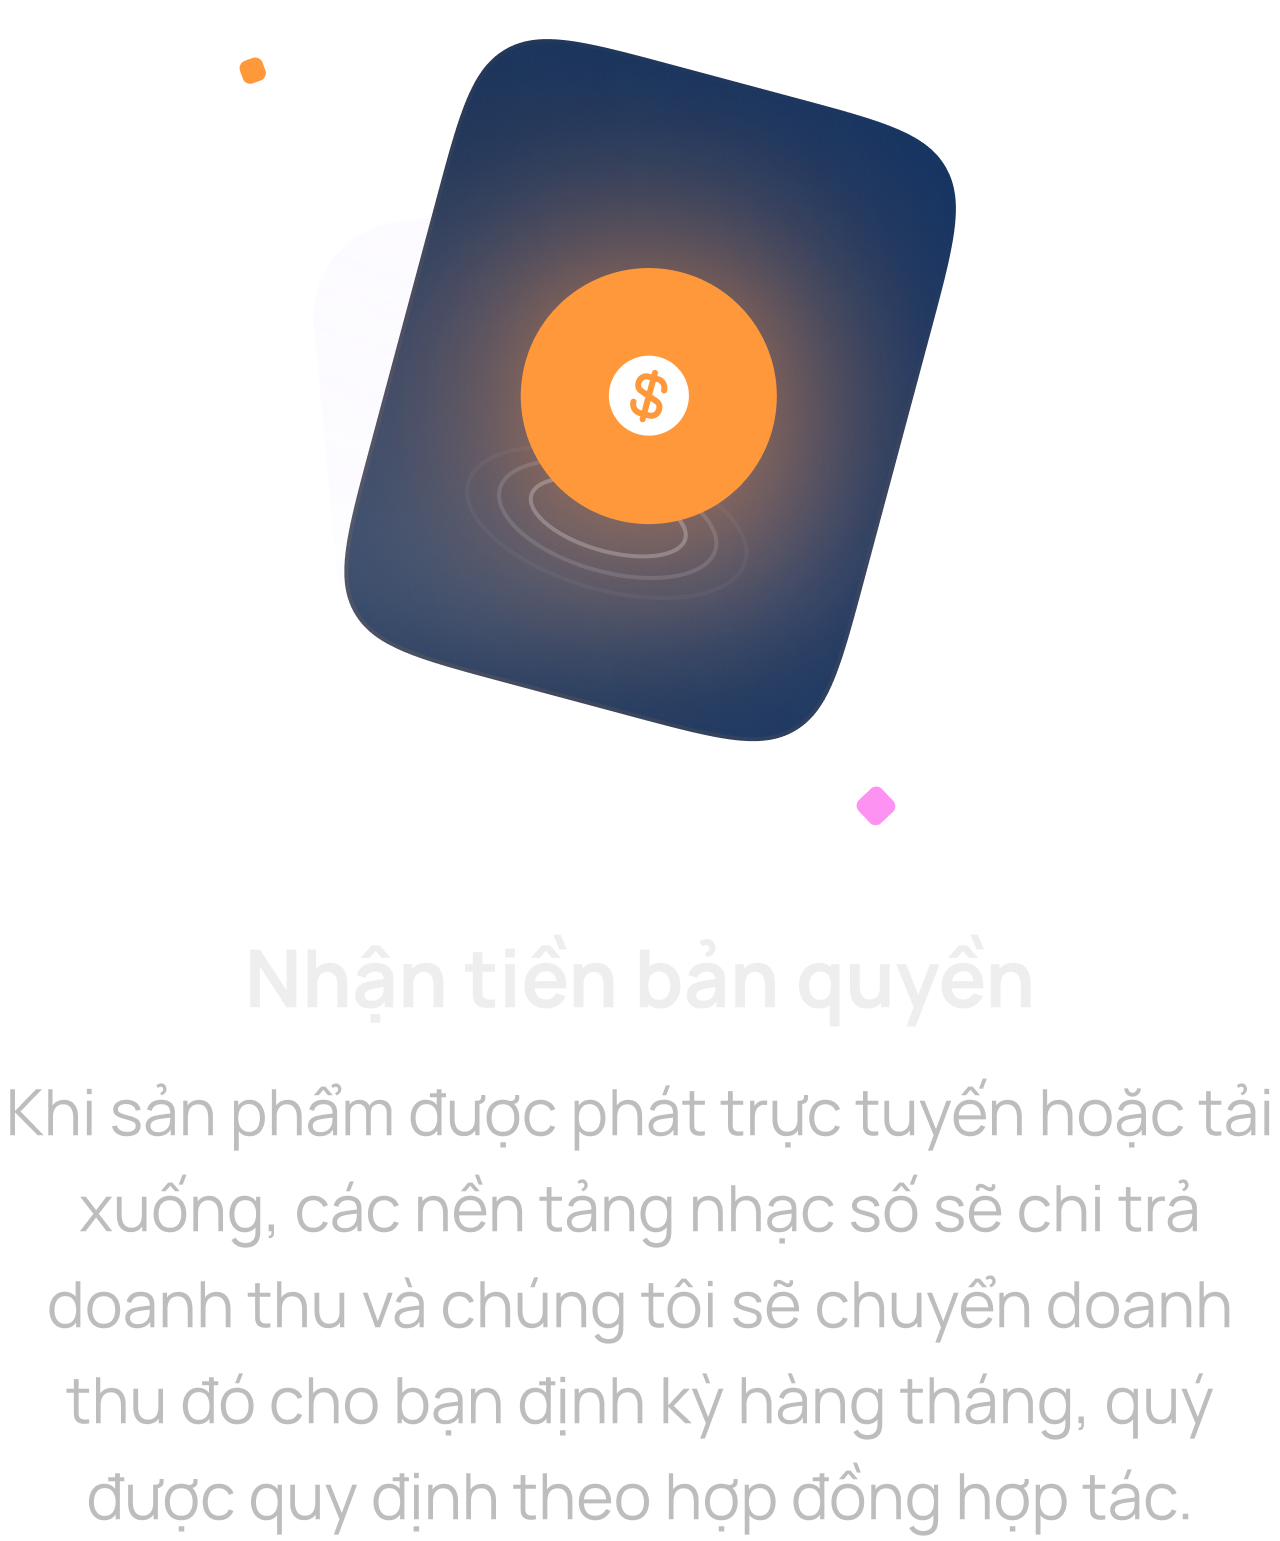 $
Nhận tiền bản quyền
Khi sản phẩm được phát trực tuyến hoặc tải
xuống, các nền tảng nhạc số sẽ chi trả
doanh thu và chúng tôi sẽ chuyển doanh
thu đó cho bạn định kỳ hàng tháng, quý
được quy định theo hợp đồng hợp tác.